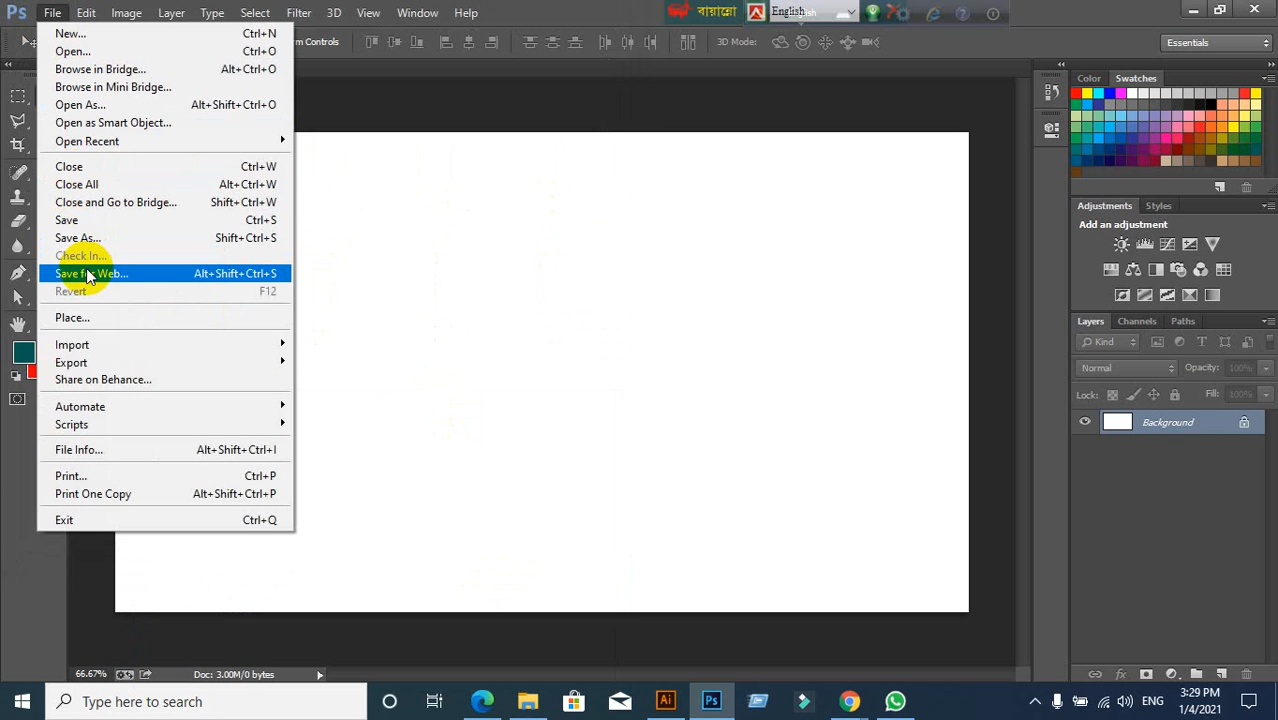 Ps File Edit Image Layer Type Select Filter 3D View Window Help
বায়ান্নো English
m Controls 3D Mode: Essentials
New... Ctrl+N
Open... Ctrl+O
Browse in Bridge... Alt+Ctrl+O
Browse in Mini Bridge...
Open As... Alt+Shift+Ctrl+O
Open as Smart Object...
Open Recent
Close Ctrl+W
Close All Alt+Ctrl+W
Close and Go to Bridge... Shift+Ctrl+W
Save Ctrl+S
Save As... Shift+Ctrl+S
Check In...
Save for Web... Alt+Shift+Ctrl+S
Revert F12
Place...
Import
Export
Share on Behance...
Automate
Scripts
File Info... Alt+Shift+Ctrl+I
Print... Ctrl+P
Print One Copy Alt+Shift+Ctrl+P
Exit Ctrl+Q
Color Swatches
Adjustments Styles
Add an adjustment
Layers Channels Paths
Kind
Normal Opacity: 100%
Lock: Fill: 100%
Background
66.67% Doc: 3.00M/0 bytes
Type here to search
Ai Ps
ENG
3:29 PM
1/4/2021